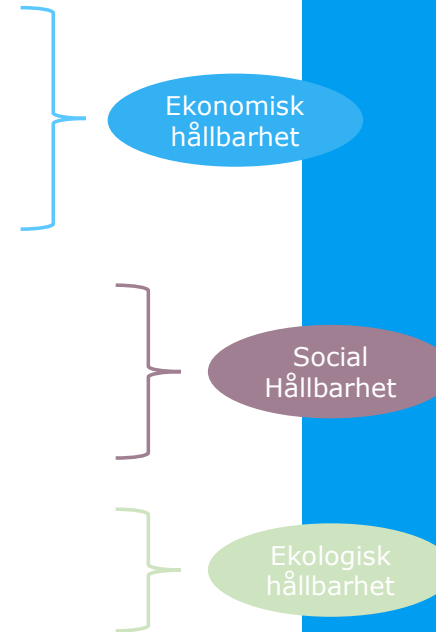 Ekonomisk
hållbarhet
Social
Hållbarhet
Ekologisk
hållbarhet